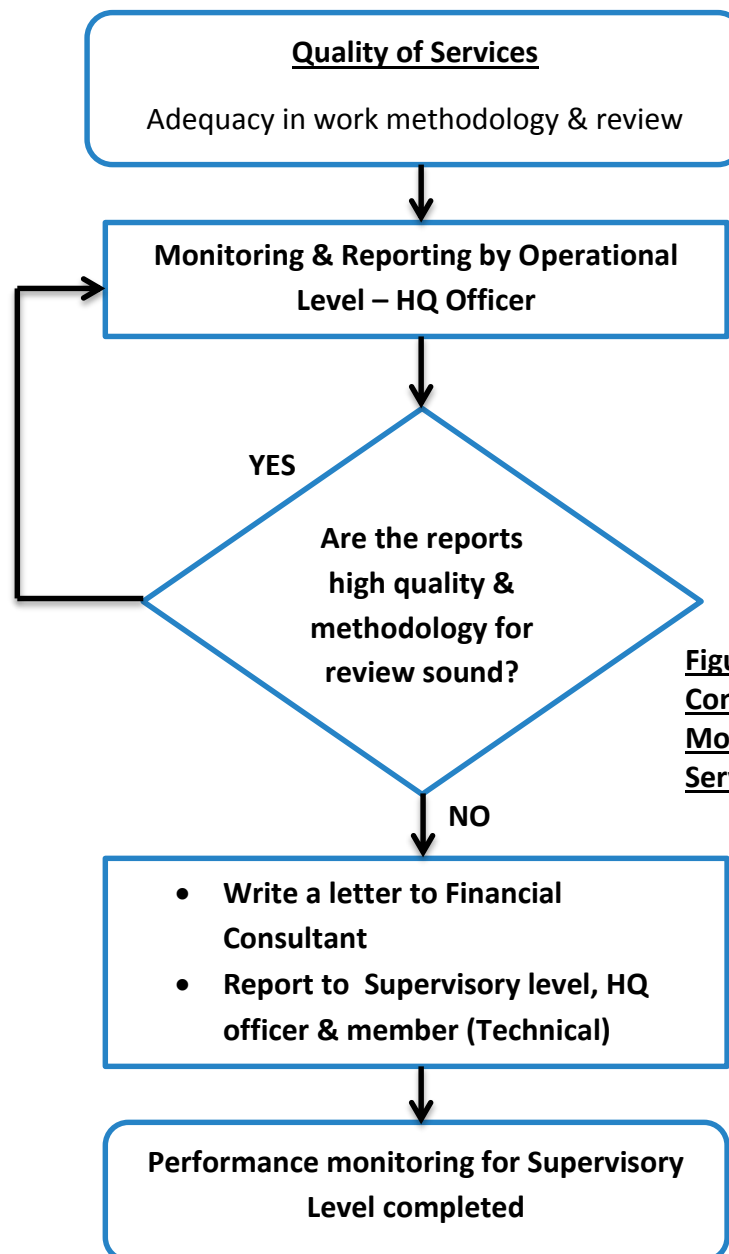 Quality of Services
Adequacy in work methodology & review
Monitoring & Reporting by Operational
Level – HQ Officer
YES
Are the reports
high quality &
methodology for
review sound?
NO
• Write a letter to Financial
Consultant
• Report to Supervisory level, HQ
officer & member (Technical)
Performance monitoring for Supervisory
Level completed